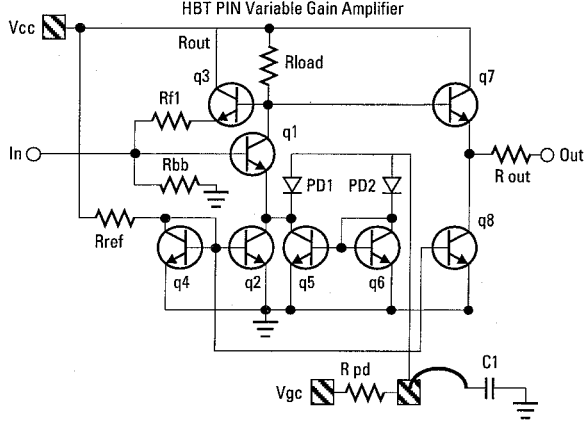 HBT PIN Variable Gain Amplifier
Vcc
Rout
Rload
q3
q7
Rf1
q1
In
Rbb
PD1
PD2
Out
R out
Rref
q8
q4
q2
q5
q6
R pd
C1
Vgc